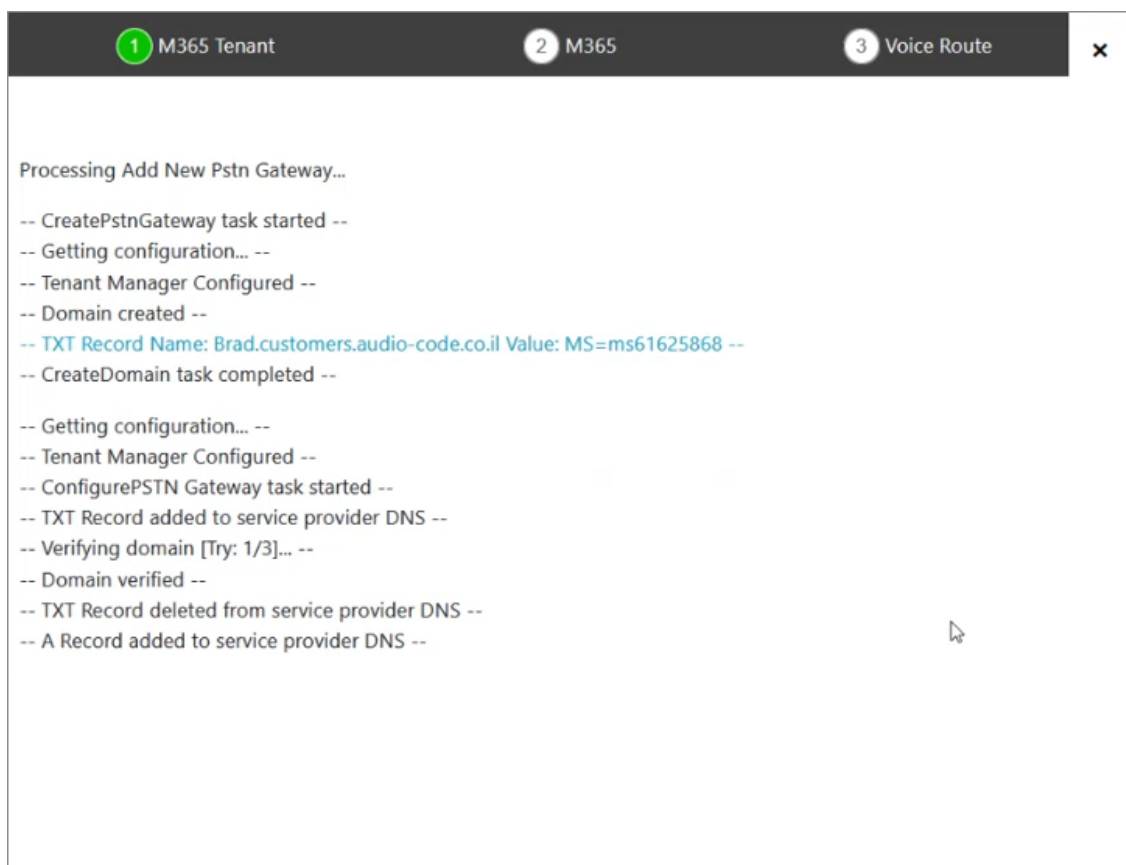 1 M365 Tenant 2 M365 3 Voice Route ×
Processing Add New Pstn Gateway...
-- CreatePstnGateway task started --
-- Getting configuration... --
-- Tenant Manager Configured --
-- Domain created --
-- TXT Record Name: Brad.customers.audio-code.co.il Value: MS=ms61625868 --
-- CreateDomain task completed --
-- Getting configuration... --
-- Tenant Manager Configured --
-- ConfigurePSTN Gateway task started --
-- TXT Record added to service provider DNS --
-- Verifying domain [Try: 1/3]... --
-- Domain verified --
-- TXT Record deleted from service provider DNS --
-- A Record added to service provider DNS --